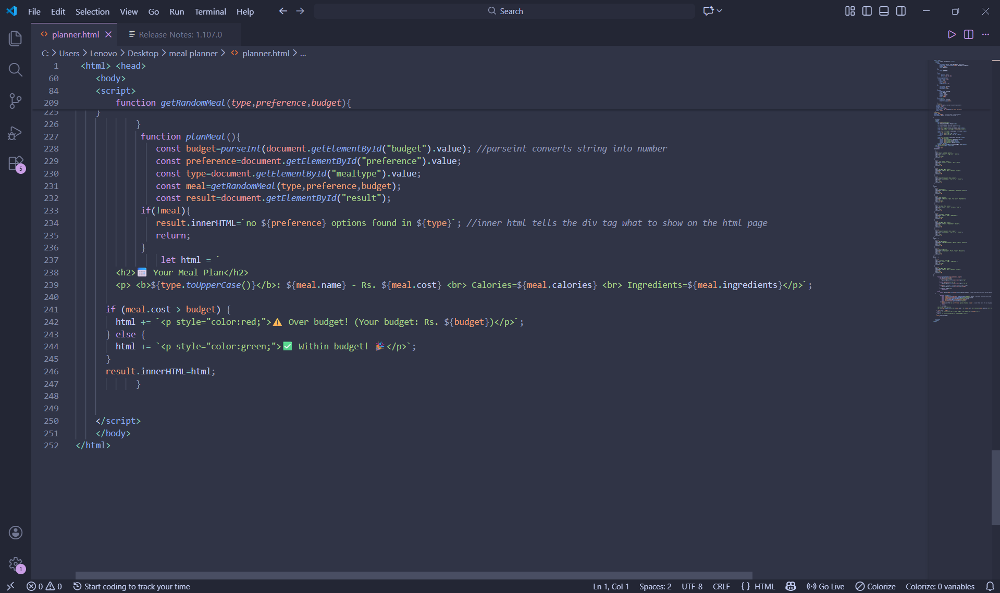 File Edit Selection View Go Run Terminal Help Search
planner.html Release Notes: 1.107.0
C: > Users > Lenovo > Desktop > meal planner > <> planner.html > ...
1 <html> <head>
60 <body>
84 <script>
209 function getRandomMeal(type,preference,budget){
225 }
226 }
227 function planMeal(){
228 const budget=parseInt(document.getElementById("budget").value); //parseint converts string into number
229 const preference=document.getElementById("preference").value;
230 const type=document.getElementById("mealtype").value;
231 const meal=getRandomMeal(type,preference,budget);
232 const result=document.getElementById("result");
233 if(!meal){
234 result.innerHTML=`no ${preference} options found in ${type}`; //inner html tells the div tag what to show on the html page
235 return;
236 }
237 let html = `
238 <h2>📅 Your Meal Plan</h2>
239 <p> <b>${type.toUpperCase()}</b>: ${meal.name} - Rs. ${meal.cost} <br> Calories=${meal.calories} <br> Ingredients=${meal.ingredients}</p>`;
240
241 if (meal.cost > budget) {
242 html += `<p style="color:red;">⚠️ Over budget! (Your budget: Rs. ${budget})</p>`;
243 } else {
244 html += `<p style="color:green;">✅ Within budget! 🎉</p>`;
245 }
246 result.innerHTML=html;
247 }
248
249
250 </script>
251 </body>
252 </html>
5
1
0 0 Start coding to track your time Ln 1, Col 1 Spaces: 2 UTF-8 CRLF {} HTML Go Live Colorize Colorize: 0 variables